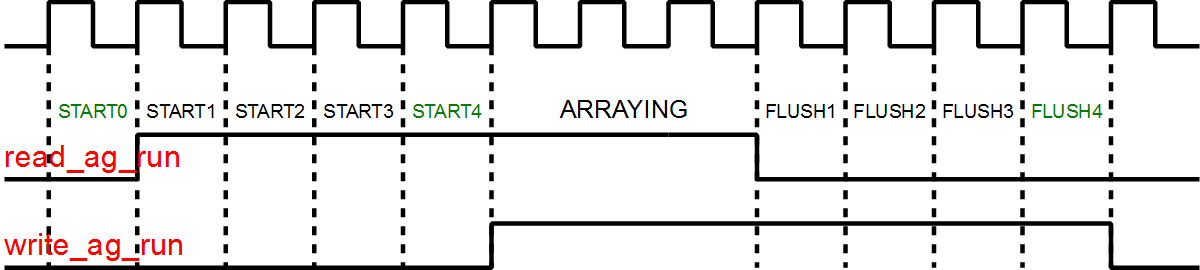 START0 START1 START2 START3 START4 ARRAYING FLUSH1 FLUSH2 FLUSH3 FLUSH4
read_ag_run
write_ag_run